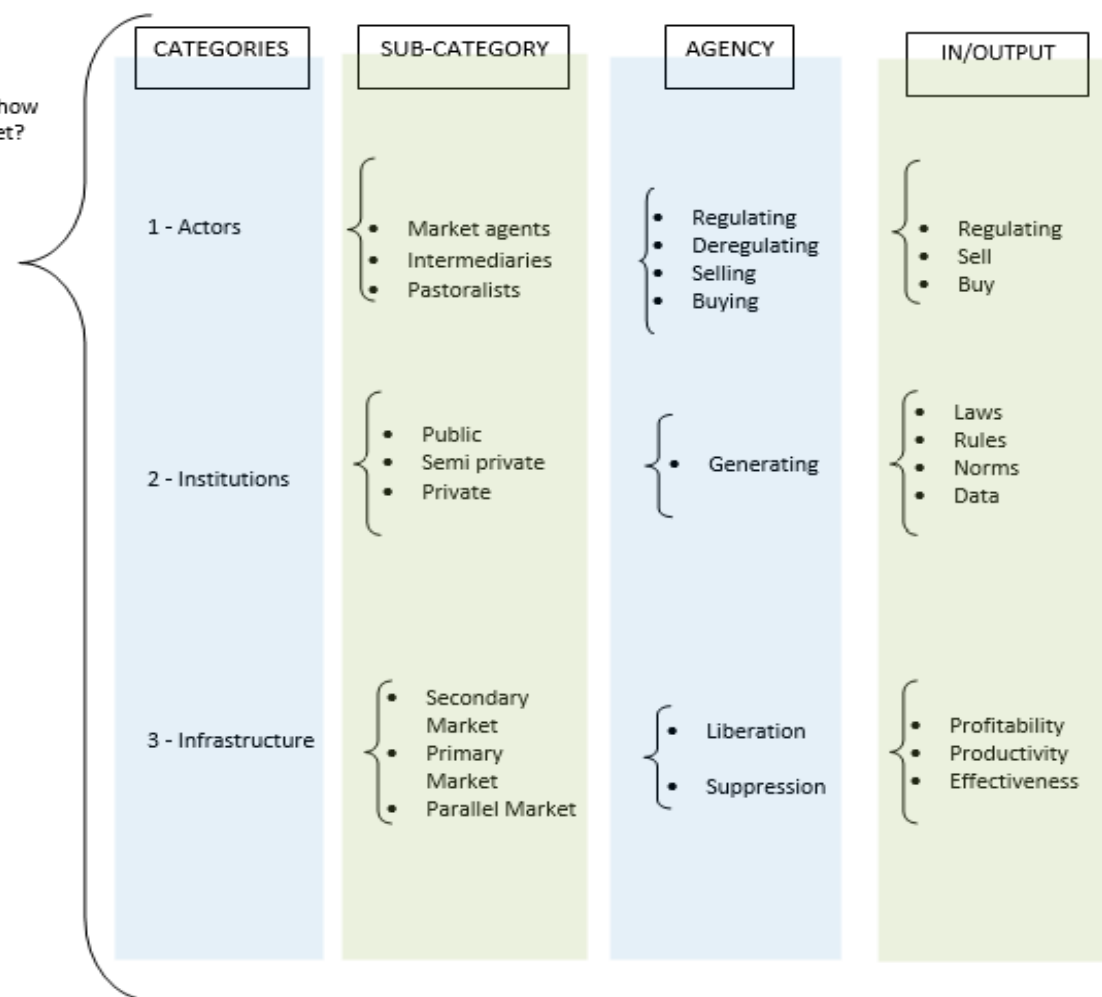 how
et?
CATEGORIES
SUB-CATEGORY
AGENCY
IN/OUTPUT
1 - Actors
• Market agents
• Intermediaries
• Pastoralists
• Regulating
• Deregulating
• Selling
• Buying
• Regulating
• Sell
• Buy
2 - Institutions
• Public
• Semi private
• Private
• Generating
• Laws
• Rules
• Norms
• Data
3 - Infrastructure
• Secondary
Market
• Primary
Market
• Parallel Market
• Liberation
• Suppression
• Profitability
• Productivity
• Effectiveness